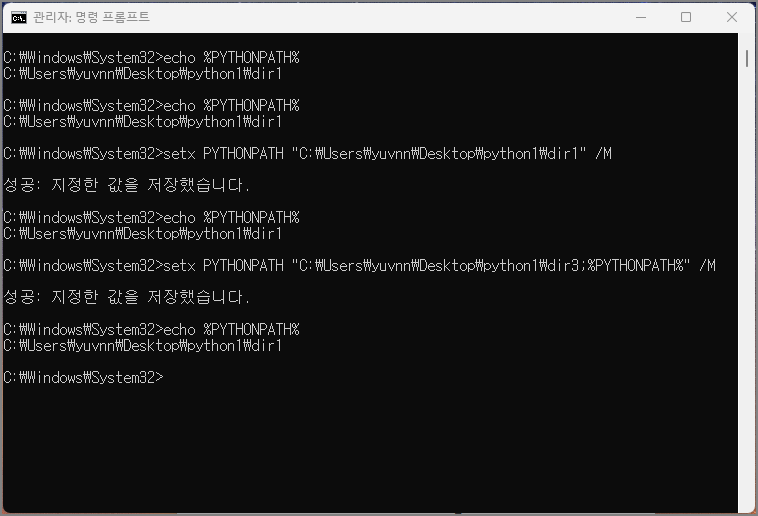 관리자: 명령 프롬프트
C:₩Windows₩System32>echo %PYTHONPATH%
C:₩Users₩yuvnn₩Desktop₩python1₩dir1
C:₩Windows₩System32>echo %PYTHONPATH%
C:₩Users₩yuvnn₩Desktop₩python1₩dir1
C:₩Windows₩System32>setx PYTHONPATH "C:₩Users₩yuvnn₩Desktop₩python1₩dir1" /M
성공: 지정한 값을 저장했습니다.
C:₩Windows₩System32>echo %PYTHONPATH%
C:₩Users₩yuvnn₩Desktop₩python1₩dir1
C:₩Windows₩System32>setx PYTHONPATH "C:₩Users₩yuvnn₩Desktop₩python1₩dir3;%PYTHONPATH%" /M
성공: 지정한 값을 저장했습니다.
C:₩Windows₩System32>echo %PYTHONPATH%
C:₩Users₩yuvnn₩Desktop₩python1₩dir1
C:₩Windows₩System32>